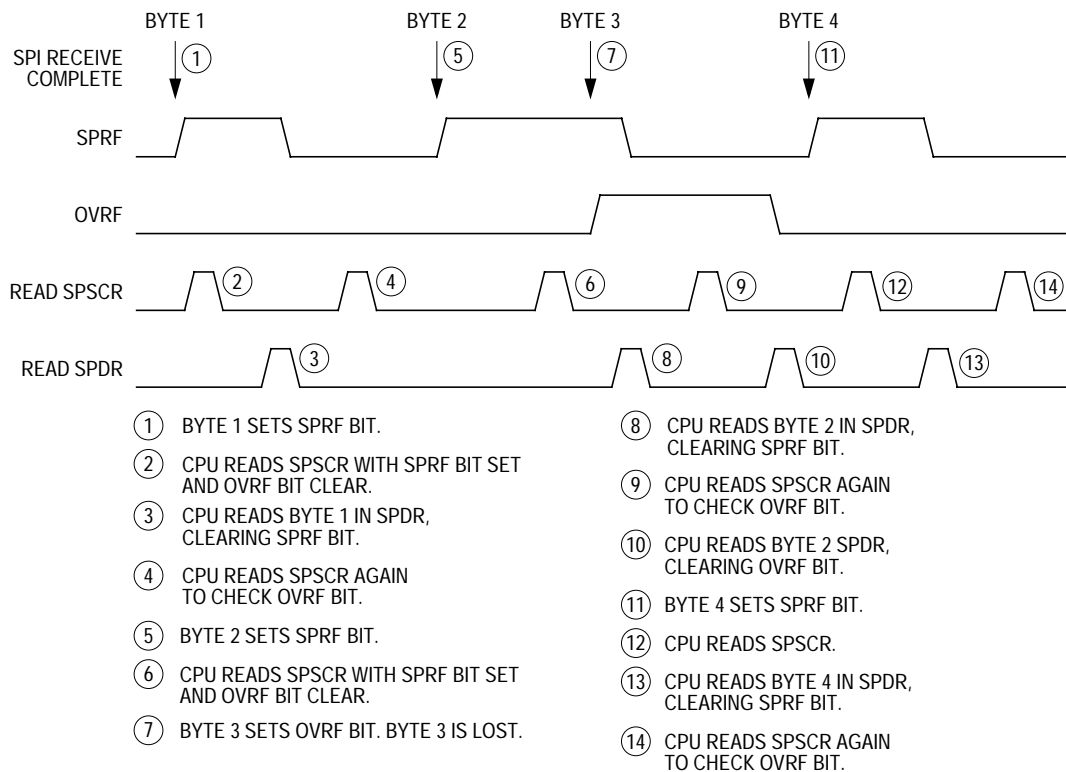 BYTE 1 BYTE 2 BYTE 3 BYTE 4
SPI RECEIVE
COMPLETE
1 5 7 11
SPRF
OVRF
READ SPSCR
2 4 6 9 12 14
READ SPDR
3 8 10 13
1 BYTE 1 SETS SPRF BIT.
2 CPU READS SPSCR WITH SPRF BIT SET
AND OVRF BIT CLEAR.
3 CPU READS BYTE 1 IN SPDR,
CLEARING SPRF BIT.
4 CPU READS SPSCR AGAIN
TO CHECK OVRF BIT.
5 BYTE 2 SETS SPRF BIT.
6 CPU READS SPSCR WITH SPRF BIT SET
AND OVRF BIT CLEAR.
7 BYTE 3 SETS OVRF BIT. BYTE 3 IS LOST.
8 CPU READS BYTE 2 IN SPDR,
CLEARING SPRF BIT.
9 CPU READS SPSCR AGAIN
TO CHECK OVRF BIT.
10 CPU READS BYTE 2 SPDR,
CLEARING OVRF BIT.
11 BYTE 4 SETS SPRF BIT.
12 CPU READS SPSCR.
13 CPU READS BYTE 4 IN SPDR,
CLEARING SPRF BIT.
14 CPU READS SPSCR AGAIN
TO CHECK OVRF BIT.